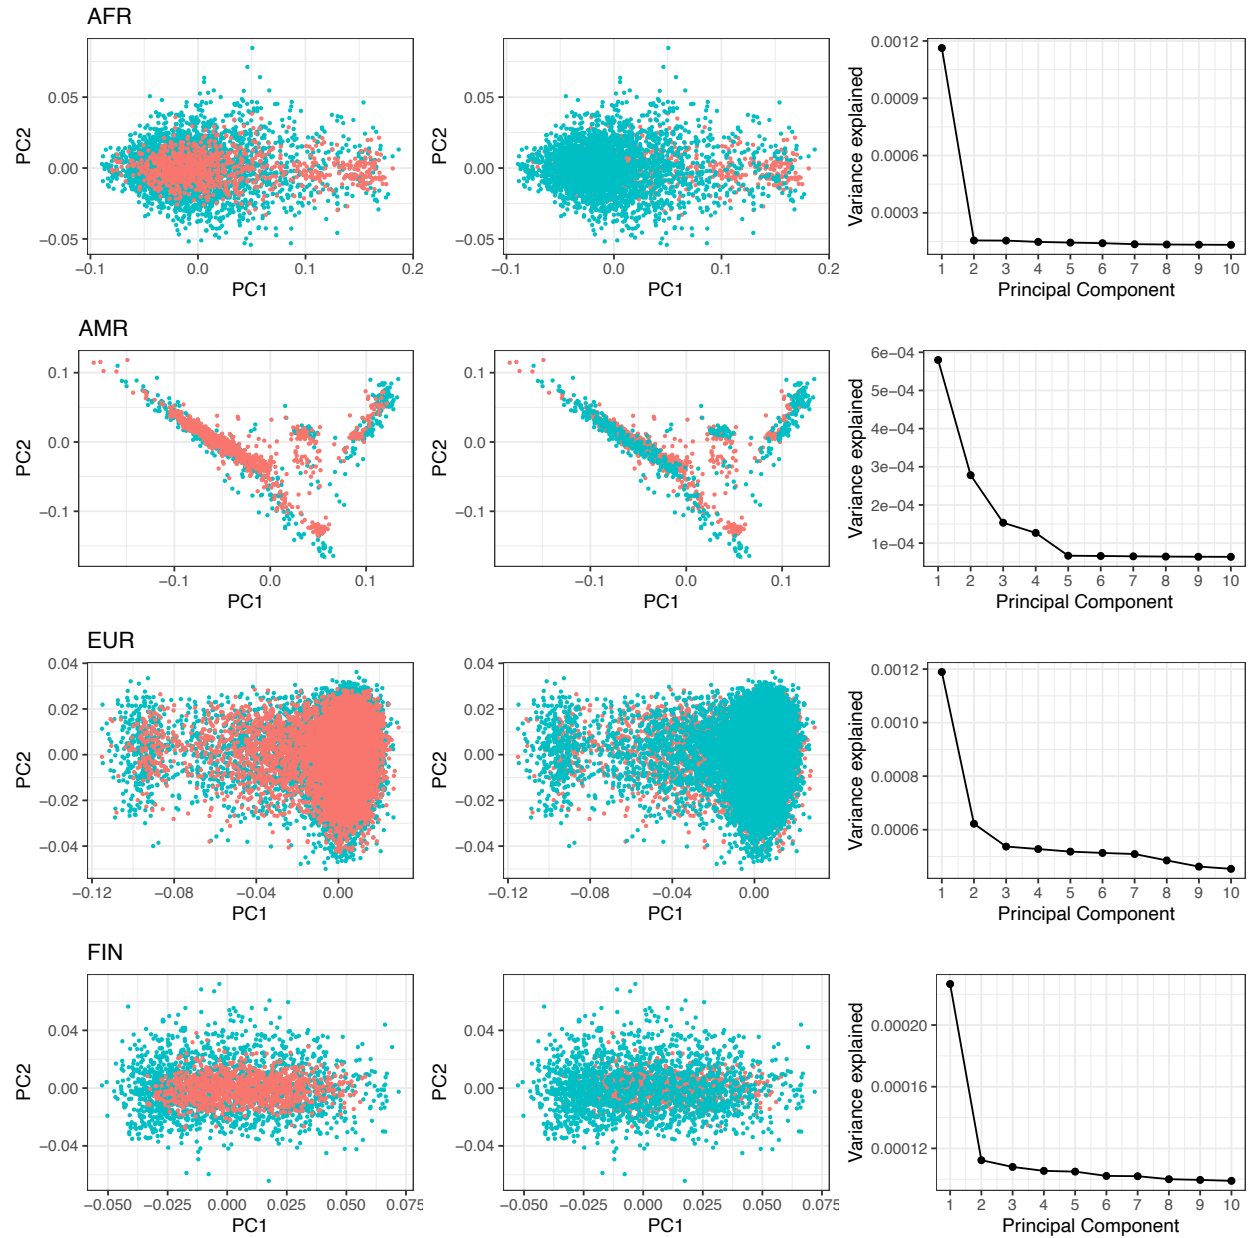 AFR
PC2
0.05
0.00
−0.05
−0.1
0.0
0.1
0.2
PC1
PC2
0.05
0.00
−0.05
−0.1
0.0
0.1
0.2
PC1
Variance explained
0.0012
0.0009
0.0006
0.0003
1 2 3 4 5 6 7 8 9 10
Principal Component
AMR
PC2
0.1
0.0
−0.1
−0.1
0.0
0.1
PC1
PC2
0.1
0.0
−0.1
−0.1
0.0
0.1
PC1
Variance explained
6e−04
5e−04
4e−04
3e−04
2e−04
1e−04
1 2 3 4 5 6 7 8 9 10
Principal Component
EUR
PC2
0.04
0.02
0.00
−0.02
−0.04
−0.12
−0.08
−0.04
0.00
PC1
PC2
0.04
0.02
0.00
−0.02
−0.04
−0.12
−0.08
−0.04
0.00
PC1
Variance explained
0.0012
0.0010
0.0008
0.0006
1 2 3 4 5 6 7 8 9 10
Principal Component
FIN
PC2
0.04
0.00
−0.04
−0.050
−0.025
0.000
0.025
0.050
0.075
PC1
PC2
0.04
0.00
−0.04
−0.050
−0.025
0.000
0.025
0.050
0.075
PC1
Variance explained
0.00020
0.00016
0.00012
1 2 3 4 5 6 7 8 9 10
Principal Component